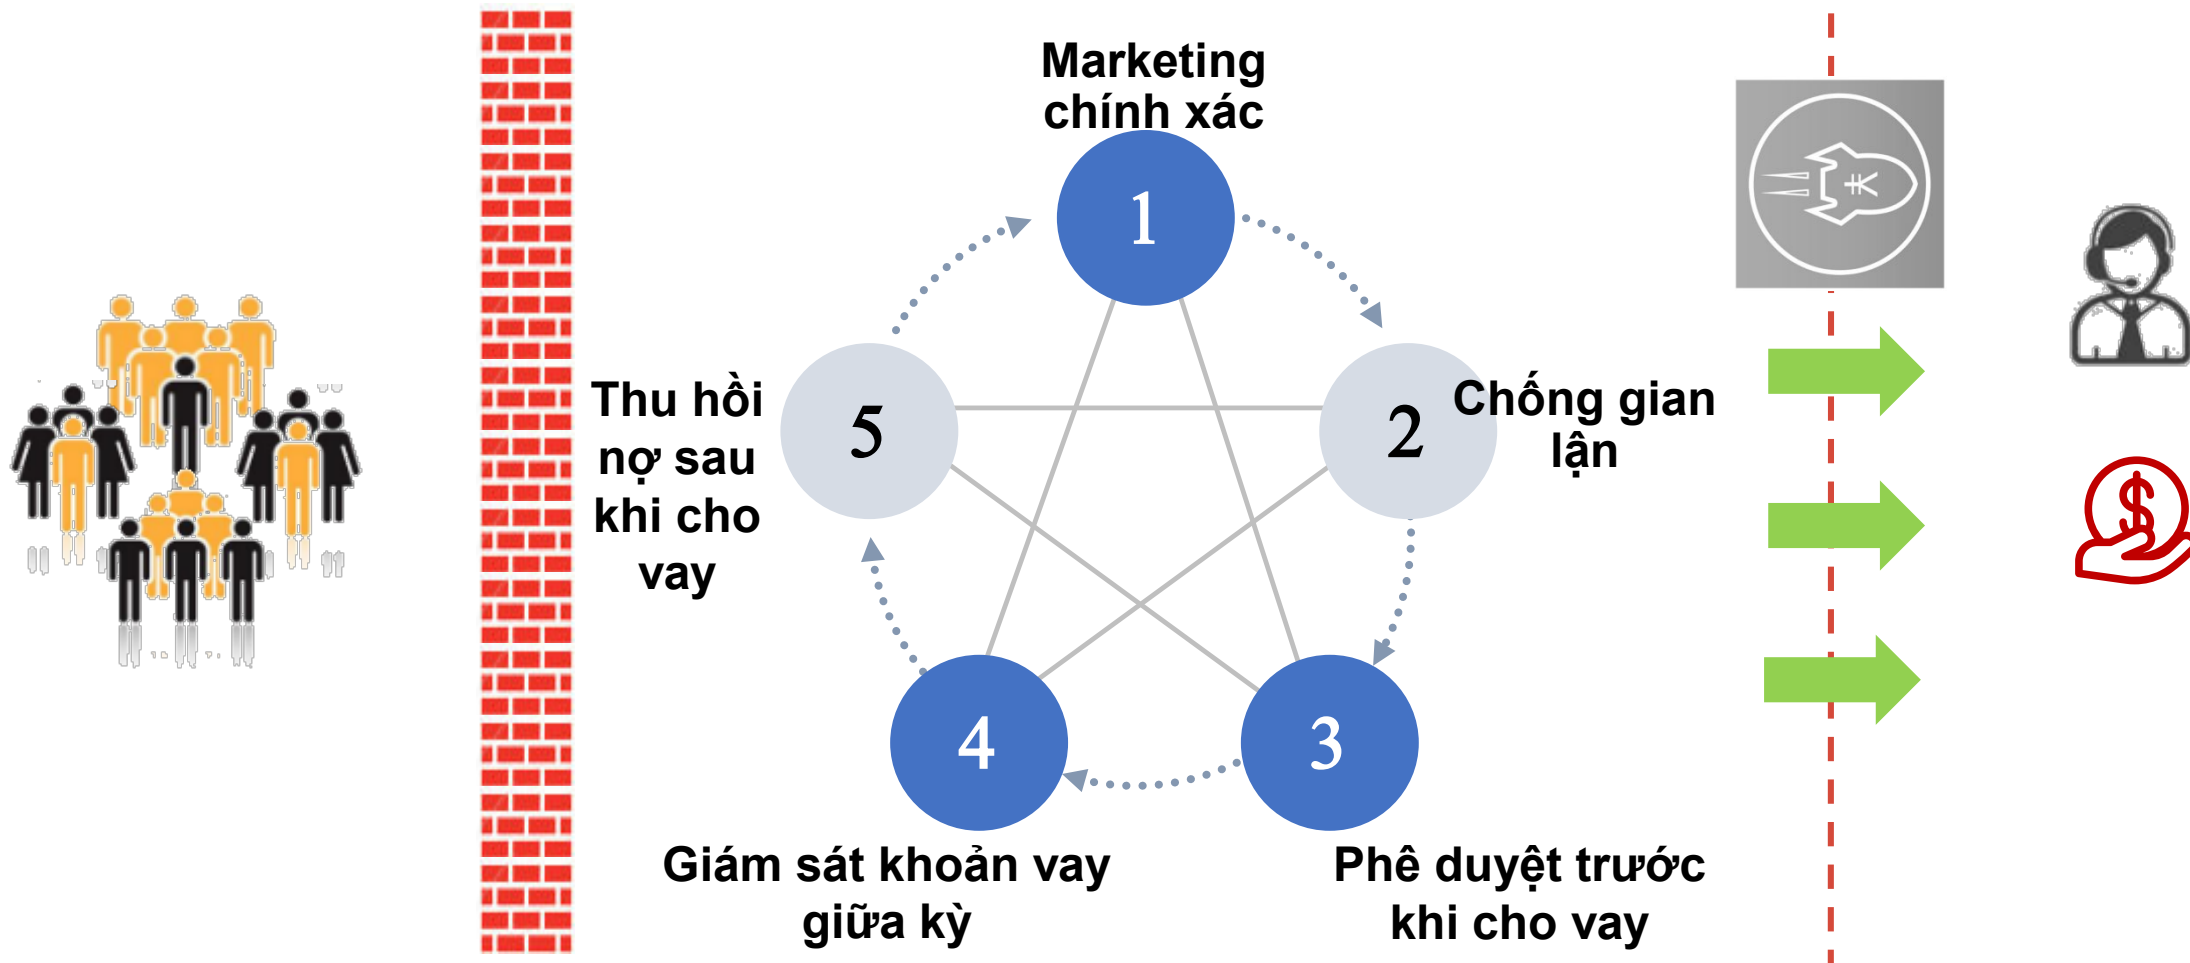 Marketing
chính xác
1
2
Chống gian
lận
3
Phê duyệt trước
khi cho vay
4
Giám sát khoản vay
giữa kỳ
5
Thu hồi
nợ sau
khi cho
vay
¥
$